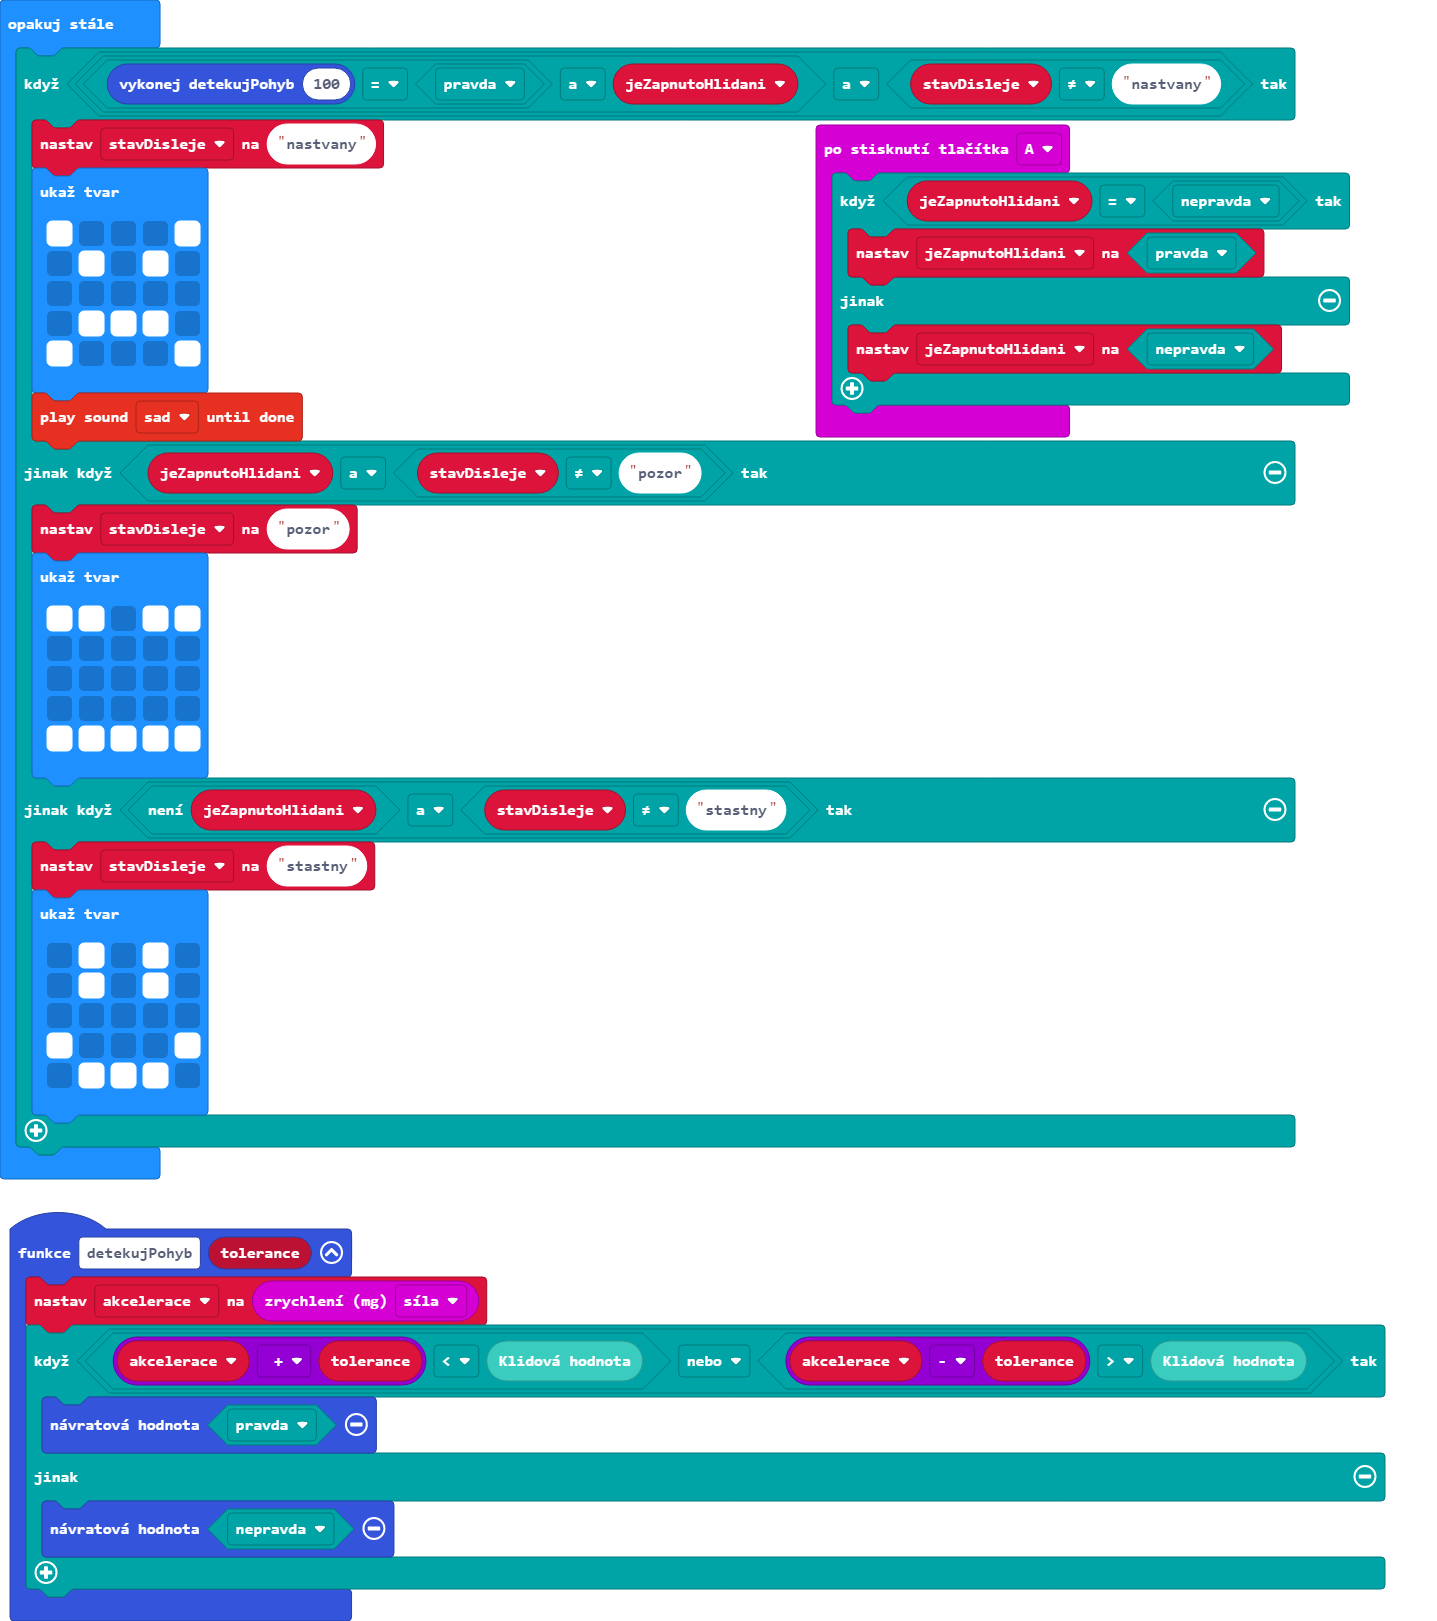 opakuj stále
když vykonej detekujPohyb 100 = pravda a jeZapnutoHlidani a stavDisleje ≠ "nastvany" tak
nastav stavDisleje na "nastvany"
ukaž tvar
play sound sad until done
po stisknutí tlačítka A
když jeZapnutoHlidani = nepravda tak
nastav jeZapnutoHlidani na pravda
jinak
nastav jeZapnutoHlidani na nepravda
jinak když jeZapnutoHlidani a stavDisleje ≠ "pozor" tak
nastav stavDisleje na "pozor"
ukaž tvar
jinak když není jeZapnutoHlidani a stavDisleje ≠ "stastny" tak
nastav stavDisleje na "stastny"
ukaž tvar
funkce detekujPohyb tolerance
nastav akcelerace na zrychlení (mg) síla
když akcelerace + tolerance < Klidová hodnota nebo akcelerace - tolerance > Klidová hodnota tak
návratová hodnota pravda
jinak
návratová hodnota nepravda